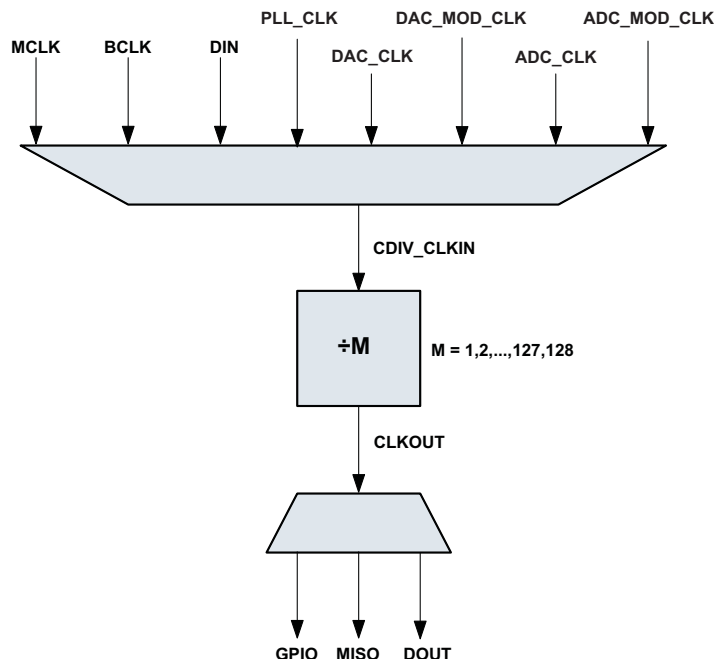 PLL_CLK
DAC_MOD_CLK
ADC_MOD_CLK
MCLK
BCLK
DIN
DAC_CLK
ADC_CLK
CDIV_CLKIN
÷M
M = 1,2,...,127,128
CLKOUT
GPIO
MISO
DOUT